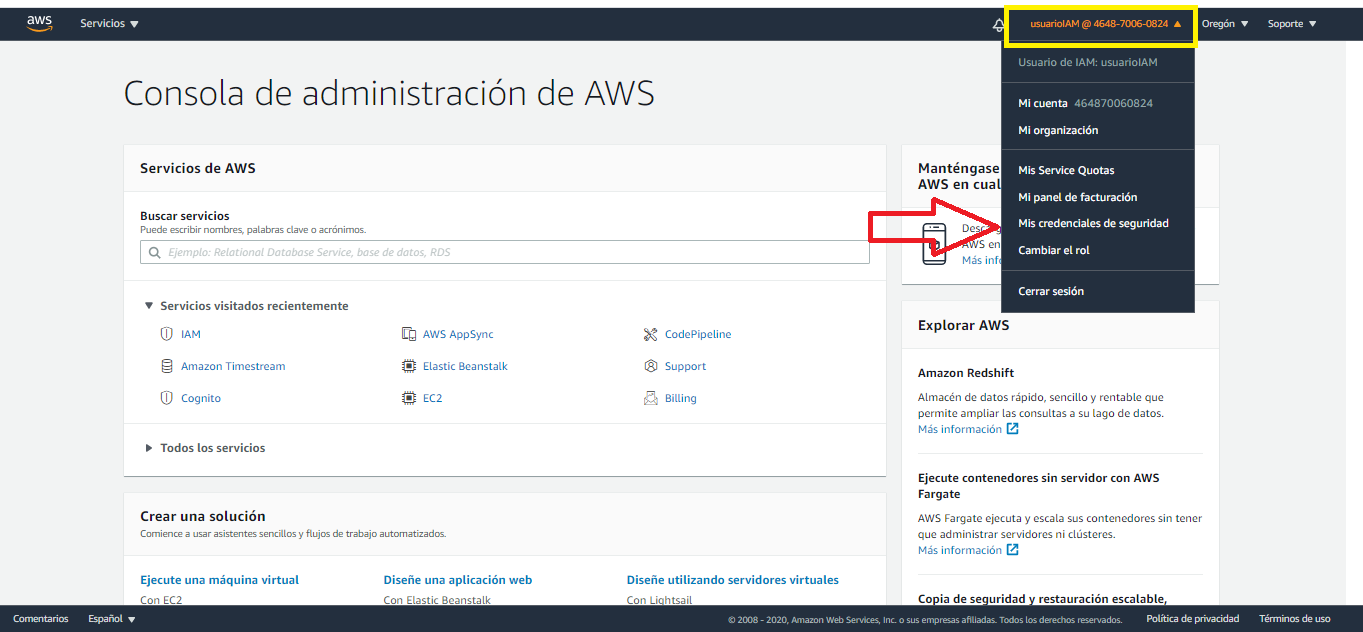 aws Servicios usuarioIAM @ 4648-7006-0824 Oregón Soporte
Usuario de IAM: usuarioIAM
Mi cuenta 464870060824
Mi organización
Mis Service Quotas
Mi panel de facturación
Mis credenciales de seguridad
Cambiar el rol
Cerrar sesión
Consola de administración de AWS
Servicios de AWS
Buscar servicios
Puede escribir nombres, palabras clave o acrónimos.
Ejemplo: Relational Database Service, base de datos, RDS
Servicios visitados recientemente
IAM AWS AppSync CodePipeline
Amazon Timestream Elastic Beanstalk Support
Cognito EC2 Billing
Todos los servicios
Crear una solución
Comience a usar asistentes sencillos y flujos de trabajo automatizados.
Ejecute una máquina virtual Diseñe una aplicación web Diseñe utilizando servidores virtuales
Con EC2 Con Elastic Beanstalk Con Lightsail
Manténgase
AWS en cual
AWS en
Más info
Explorar AWS
Amazon Redshift
Almacén de datos rápido, sencillo y rentable que
permite ampliar las consultas a su lago de datos.
Más información
Ejecute contenedores sin servidor con AWS
Fargate
AWS Fargate ejecuta y escala sus contenedores sin tener
que administrar servidores ni clústeres.
Más información
Copia de seguridad y restauración escalable,
Comentarios Español © 2008 - 2020, Amazon Web Services, Inc. o sus empresas afiliadas. Todos los derechos reservados. Política de privacidad Términos de uso